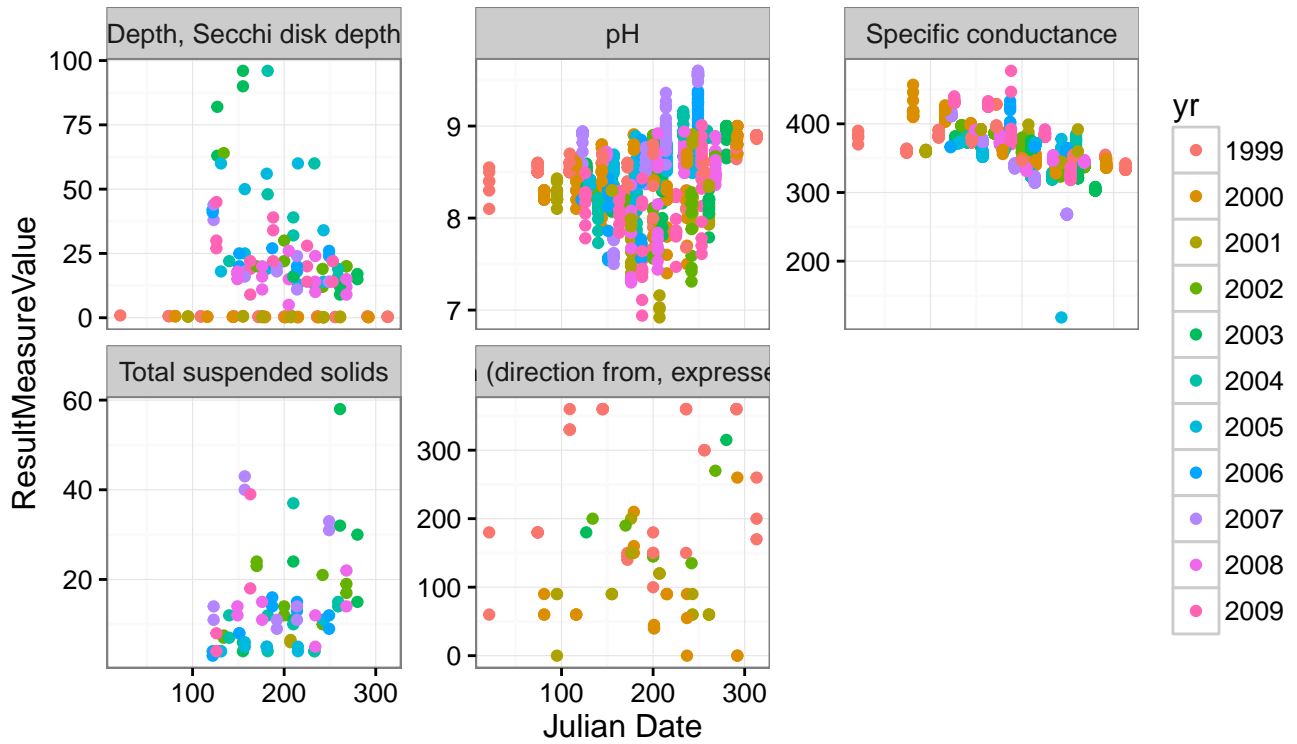 Depth, Secchi disk depth
pH
Specific conductance
100
75
50
25
0
9
8
7
400
300
200
Total suspended solids
(direction from, expresse
60
40
20
300
200
100
0
100 200 300
100 200 300
Julian Date
ResultMeasureValue
yr
1999
2000
2001
2002
2003
2004
2005
2006
2007
2008
2009